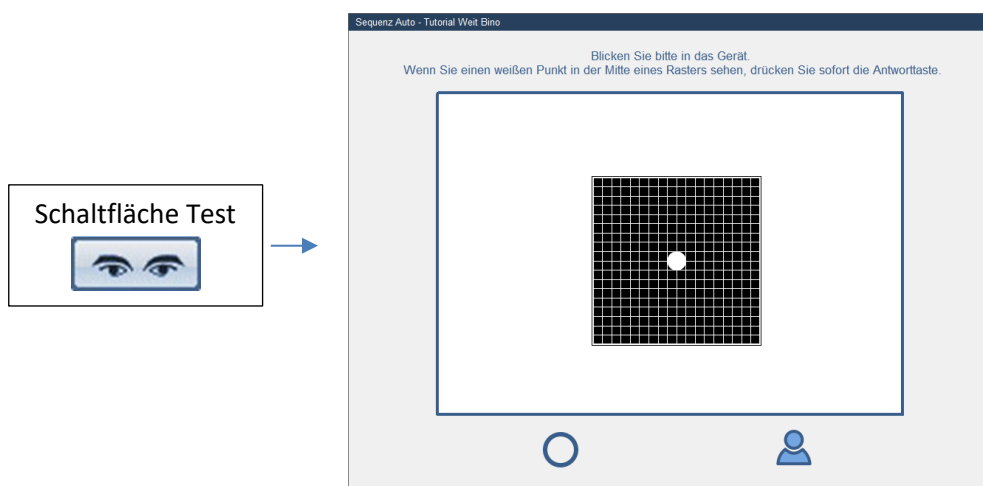 Sequenz Auto - Tutorial Weit Bino
Blicken Sie bitte in das Gerät.
Wenn Sie einen weißen Punkt in der Mitte eines Rasters sehen, drücken Sie sofort die Antworttaste.
Schaltfläche Test